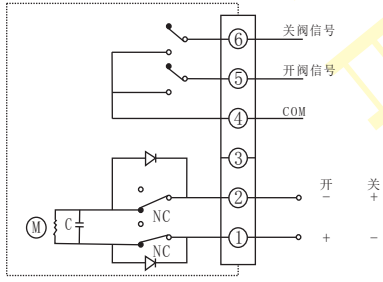 ⑥ 关阀信号
⑤ 开阀信号
④ COM
③
② 开 关
− +
NC
M C
① + −
NC